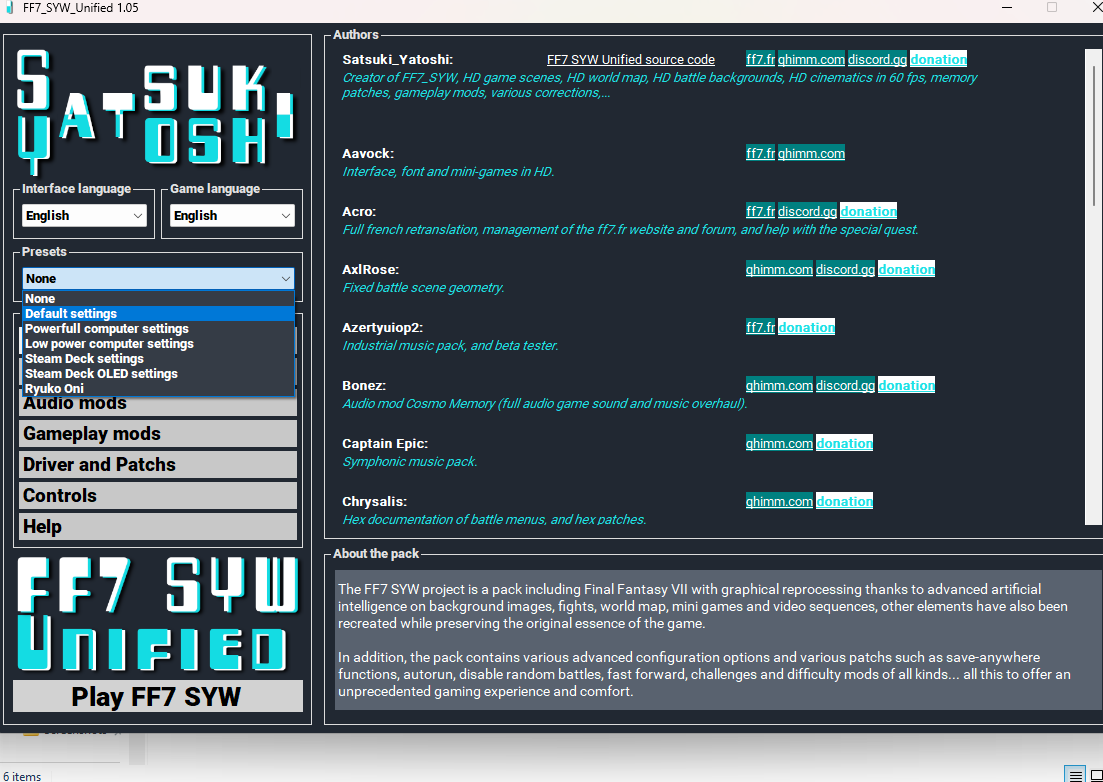 FF7_SYW_Unified 1.05
SATSUKI
YATOSHI
Interface language
Game language
English
English
Presets
None
None
Default settings
Powerfull computer settings
Low power computer settings
Steam Deck settings
Steam Deck OLED settings
Ryuko Oni
Audio mods
Gameplay mods
Driver and Patchs
Controls
Help
FF7 SYW
UNIFIED
Play FF7 SYW
Authors
Satsuki_Yatoshi: FF7 SYW Unified source code ff7.fr qhimm.com discord.gg donation
Creator of FF7_SYW, HD game scenes, HD world map, HD battle backgrounds, HD cinematics in 60 fps, memory
patches, gameplay mods, various corrections,...
Aavock: ff7.fr qhimm.com
Interface, font and mini-games in HD.
Acro: ff7.fr discord.gg donation
Full french retranslation, management of the ff7.fr website and forum, and help with the special quest.
AxlRose: qhimm.com discord.gg donation
Fixed battle scene geometry.
Azertyuiop2: ff7.fr donation
Industrial music pack, and beta tester.
Bonez: qhimm.com discord.gg donation
Audio mod Cosmo Memory (full audio game sound and music overhaul).
Captain Epic: qhimm.com donation
Symphonic music pack.
Chrysalis: qhimm.com donation
Hex documentation of battle menus, and hex patches.
About the pack
The FF7 SYW project is a pack including Final Fantasy VII with graphical reprocessing thanks to advanced artificial
intelligence on background images, fights, world map, mini games and video sequences, other elements have also been
recreated while preserving the original essence of the game.
In addition, the pack contains various advanced configuration options and various patchs such as save-anywhere
functions, autorun, disable random battles, fast forward, challenges and difficulty mods of all kinds... all this to offer an
unprecedented gaming experience and comfort.
6 items